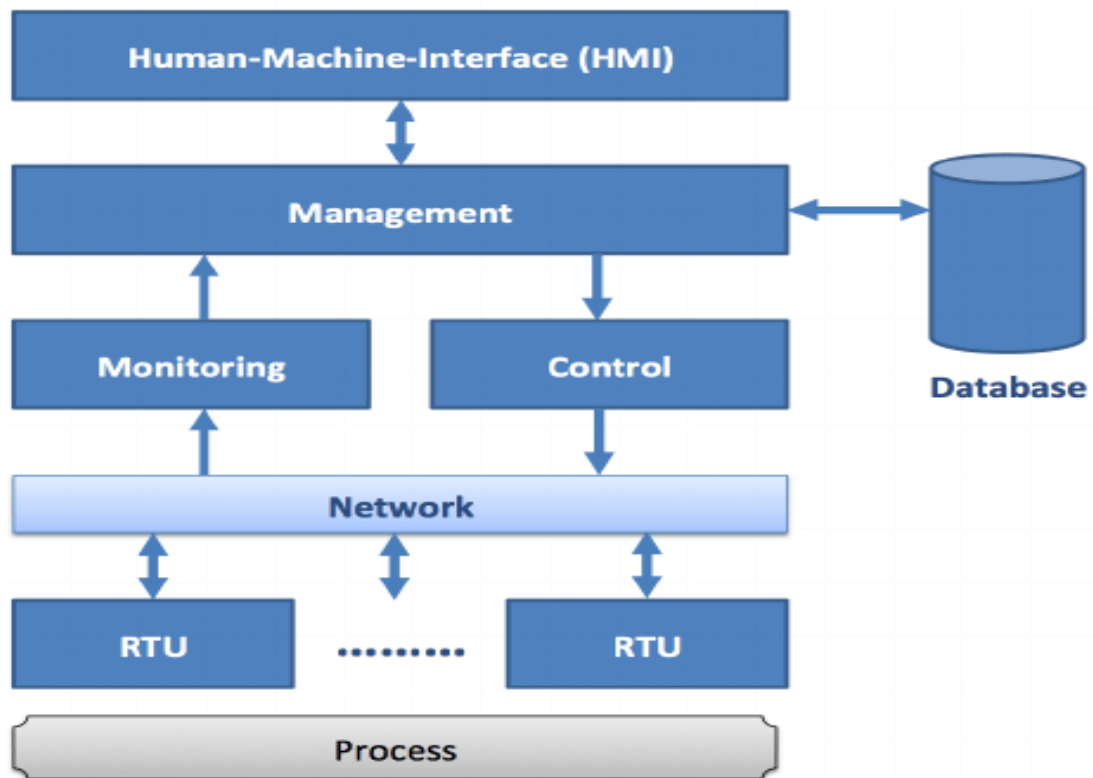 Human-Machine-Interface (HMI)
Management
Monitoring
Control
Database
Network
RTU
.........
RTU
Process